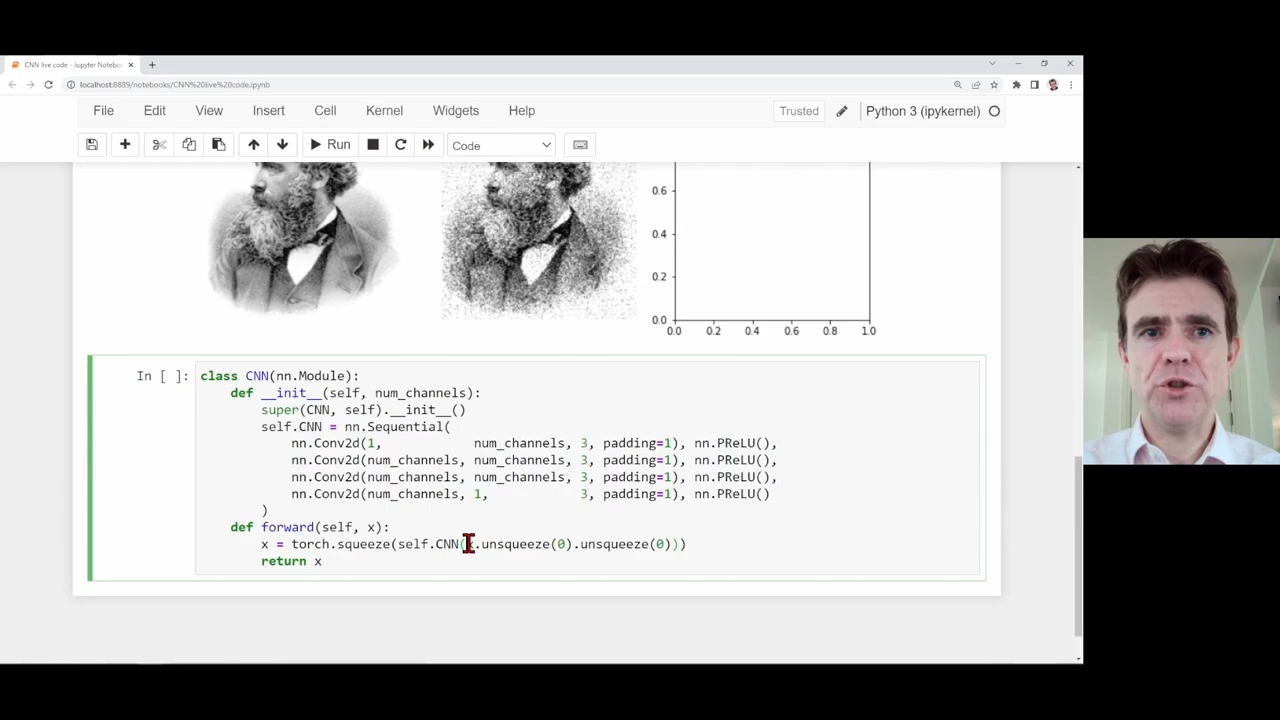 CNN live code - Jupyter Notebo
localhost:8889/notebooks/CNN%20live%20code.ipynb
File Edit View Insert Cell Kernel Widgets Help Trusted Python 3 (ipykernel)
Run Code
0.6
0.4
0.2
0.0
0.0 0.2 0.4 0.6 0.8 1.0
In [ ]: class CNN(nn.Module):
def __init__(self, num_channels):
super(CNN, self).__init__()
self.CNN = nn.Sequential(
nn.Conv2d(1, num_channels, 3, padding=1), nn.PReLU(),
nn.Conv2d(num_channels, num_channels, 3, padding=1), nn.PReLU(),
nn.Conv2d(num_channels, num_channels, 3, padding=1), nn.PReLU(),
nn.Conv2d(num_channels, 1, 3, padding=1), nn.PReLU()
)
def forward(self, x):
x = torch.squeeze(self.CNN(x.unsqueeze(0).unsqueeze(0)))
return x